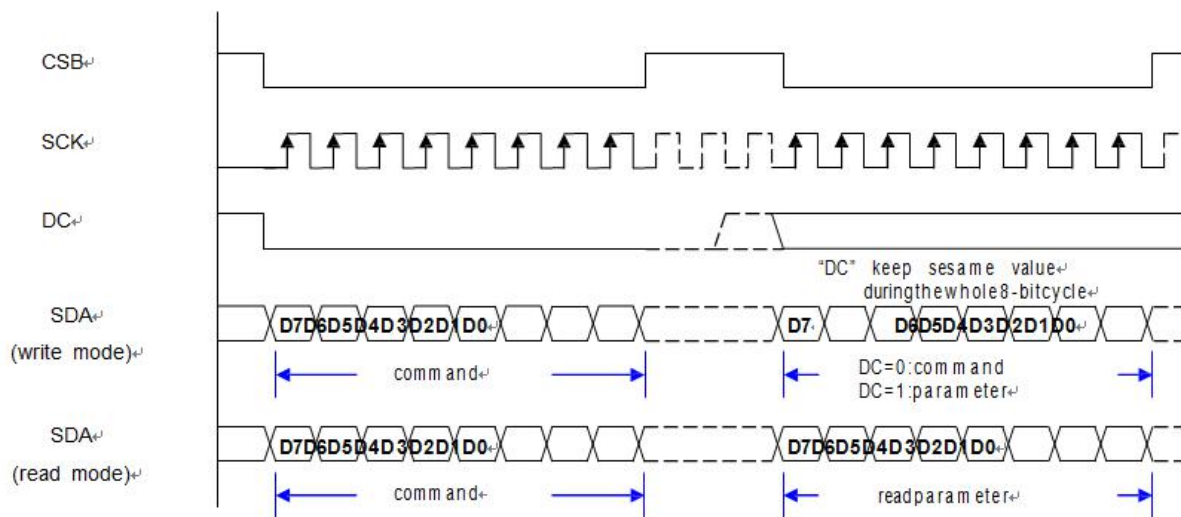 CSB↵
SCK↵
DC↵
"DC" keep sesame value↵
duringthewhole8-bitcycle↵
SDA↵
(write mode)↵
D7D6D5D4D3D2D1D0↵
D7↵
D6D5D4D3D2D1D0↵
command↵
DC=0:command
DC=1:parameter↵
SDA↵
(read mode)↵
D7D6D5D4D3D2D1D0↵
D7D6D5D4D3D2D1D0↵
command↵
readparameter↵